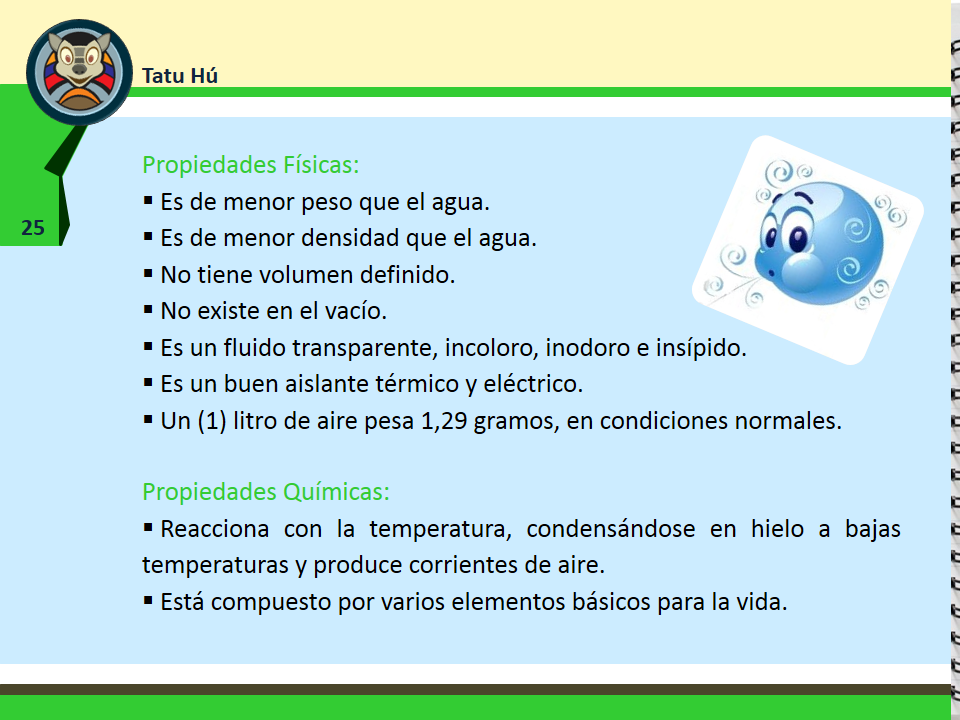 Tatu Hú
25
Propiedades Físicas:
▪ Es de menor peso que el agua.
▪ Es de menor densidad que el agua.
▪ No tiene volumen definido.
▪ No existe en el vacío.
▪ Es un fluido transparente, incoloro, inodoro e insípido.
▪ Es un buen aislante térmico y eléctrico.
▪ Un (1) litro de aire pesa 1,29 gramos, en condiciones normales.
Propiedades Químicas:
▪ Reacciona con la temperatura, condensándose en hielo a bajas
temperaturas y produce corrientes de aire.
▪ Está compuesto por varios elementos básicos para la vida.